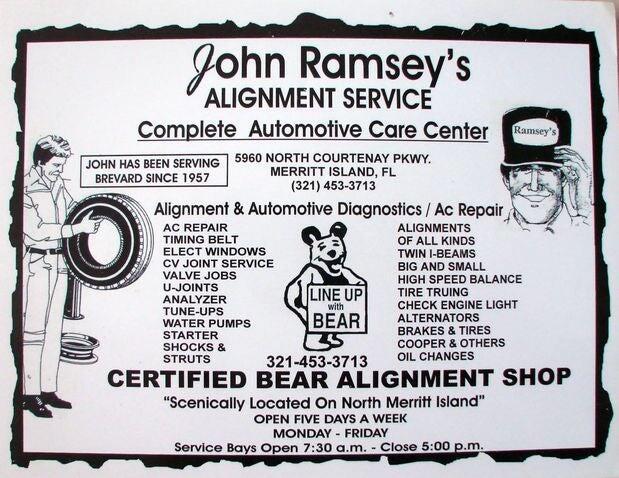 John Ramsey's
ALIGNMENT SERVICE
Complete Automotive Care Center
Ramsey's
JOHN HAS BEEN SERVING
BREVARD SINCE 1957
5960 NORTH COURTENAY PKWY.
MERRITT ISLAND, FL
(321) 453-3713
Alignment & Automotive Diagnostics / Ac Repair
AC REPAIR
TIMING BELT
ELECT WINDOWS
CV JOINT SERVICE
VALVE JOBS
U-JOINTS
ANALYZER
TUNE-UPS
WATER PUMPS
STARTER
SHOCKS &
STRUTS
LINE UP
with
BEAR
ALIGNMENTS
OF ALL KINDS
TWIN I-BEAMS
BIG AND SMALL
HIGH SPEED BALANCE
TIRE TRUING
CHECK ENGINE LIGHT
ALTERNATORS
BRAKES & TIRES
COOPER & OTHERS
OIL CHANGES
321-453-3713
CERTIFIED BEAR ALIGNMENT SHOP
"Scenically Located On North Merritt Island"
OPEN FIVE DAYS A WEEK
MONDAY - FRIDAY
Service Bays Open 7:30 a.m. - Close 5:00 p.m.